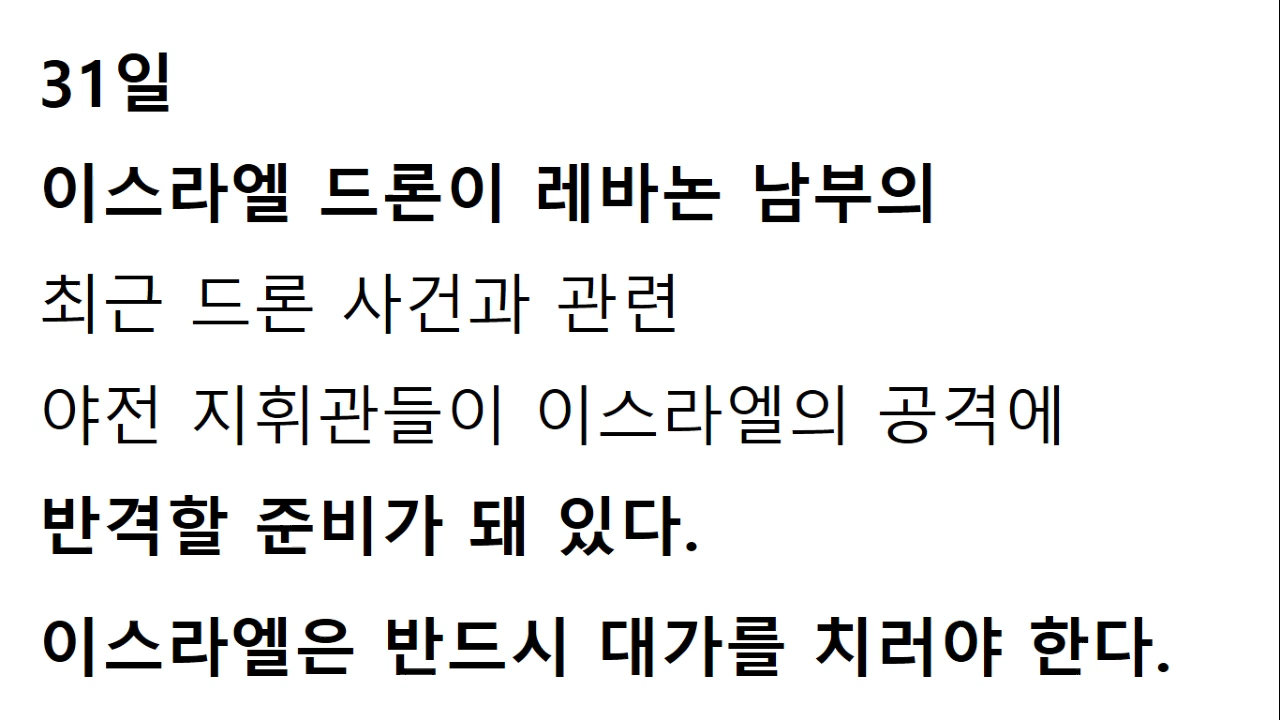 31일
이스라엘 드론이 레바논 남부의
최근 드론 사건과 관련
야전 지휘관들이 이스라엘의 공격에
반격할 준비가 돼 있다.
이스라엘은 반드시 대가를 치러야 한다.